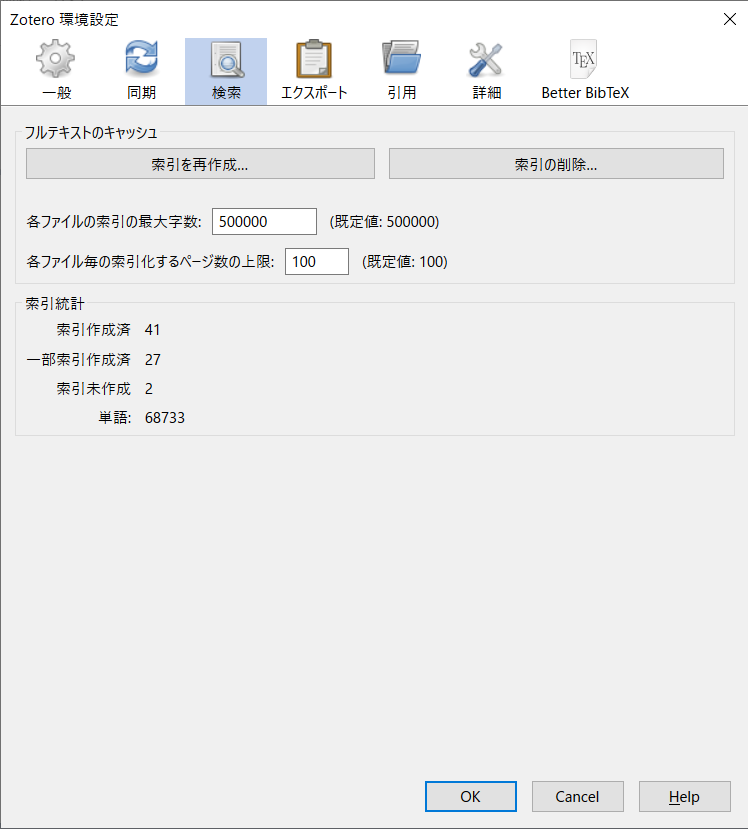 Zotero 環境設定
一般 同期 検索 エクスポート 引用 詳細 Better BibTeX
フルテキストのキャッシュ
索引を再作成... 索引の削除...
各ファイルの索引の最大字数: 500000 (既定値: 500000)
各ファイル毎の索引化するページ数の上限: 100 (既定値: 100)
索引統計
索引作成済 41
一部索引作成済 27
索引未作成 2
単語: 68733
OK Cancel Help